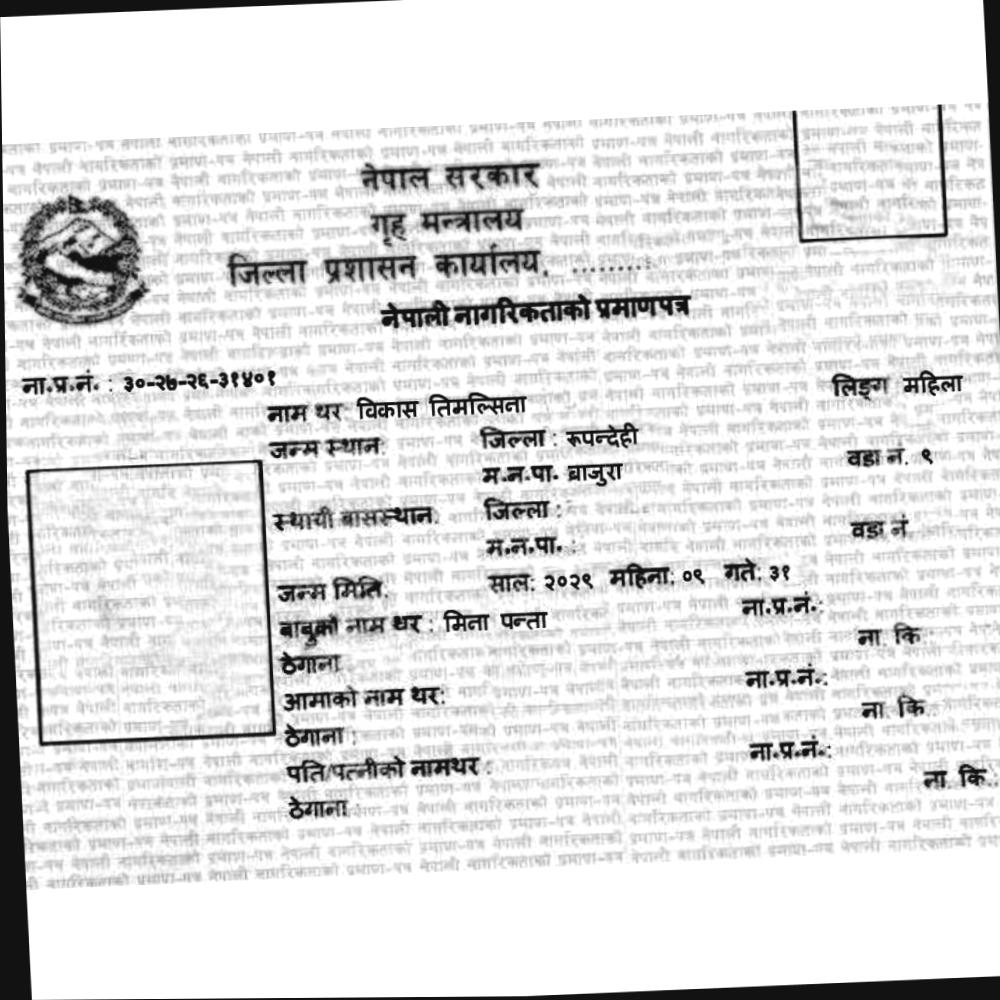 नेपाल सरकार
गृह मन्त्रालय
जिल्ला प्रशासन कार्यालय, .........
नेपाली नागरिकताको प्रमाणपत्र
ना.प्र.नं. : ३०-२७-२६-३१४०१
लिङ्ग महिला
नाम थर: विकास तिमल्सिना
जन्म स्थान: जिल्ला : रुपन्देही
म.न.पा. बाजुरा वडा नं. ९
स्थायी बासस्थान: जिल्ला :
म.न.पा. : वडा नं
जन्म मिति: साल: २०२९ महिना: ०९ गते: ३१
बाबुको नाम थर : मिना पन्ता ना.प्र.नं.:
ठेगाना ना. कि.:
आमाको नाम थर: ना.प्र.नं.:
ठेगाना : ना. कि.:
पति/पत्नीको नामथर : ना.प्र.नं.:
ठेगाना : ना. कि.: